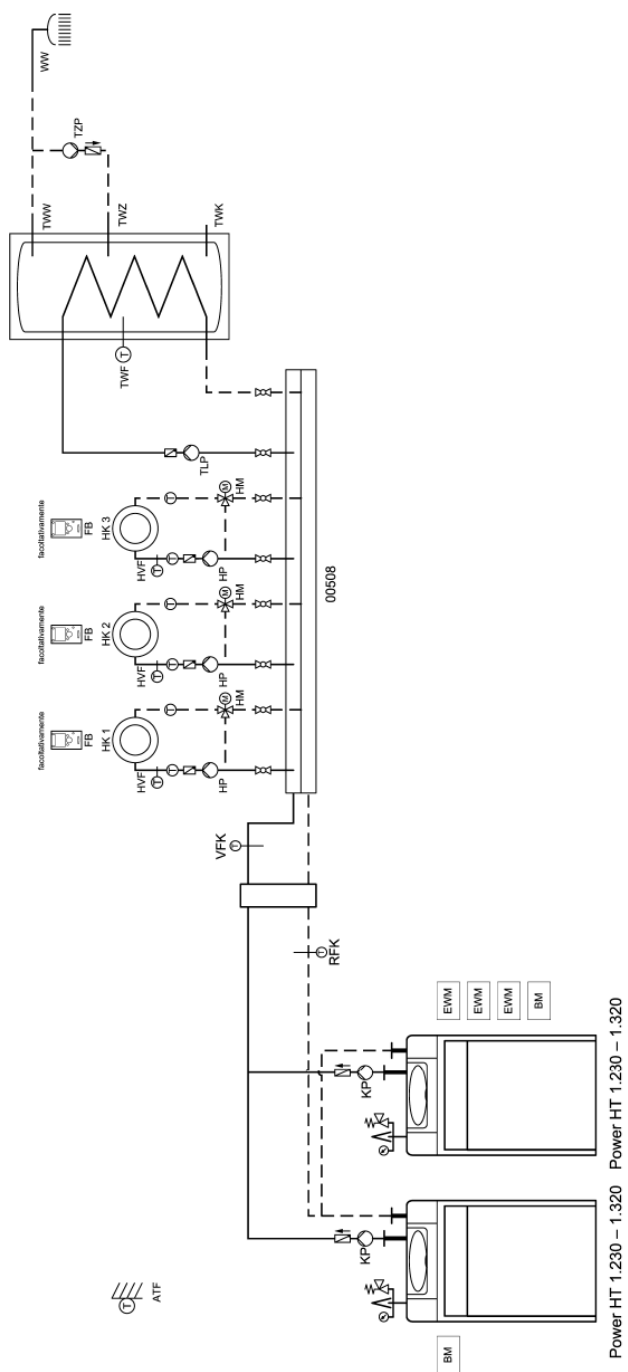 WW
TZP
TWW
TWZ
TWK
T
TWF
TLP
facoltativamente
FB
HK 3
HVF
T
T
T
HP
M
HM
facoltativamente
FB
HK 2
HVF
T
T
T
HP
M
HM
facoltativamente
FB
HK 1
HVF
T
T
T
HP
M
HM
00508
VFK
T
RFK
T
EWM
EWM
EWM
BM
KP
Power HT 1.230 – 1.320
KP
Power HT 1.230 – 1.320
BM
T
ATF